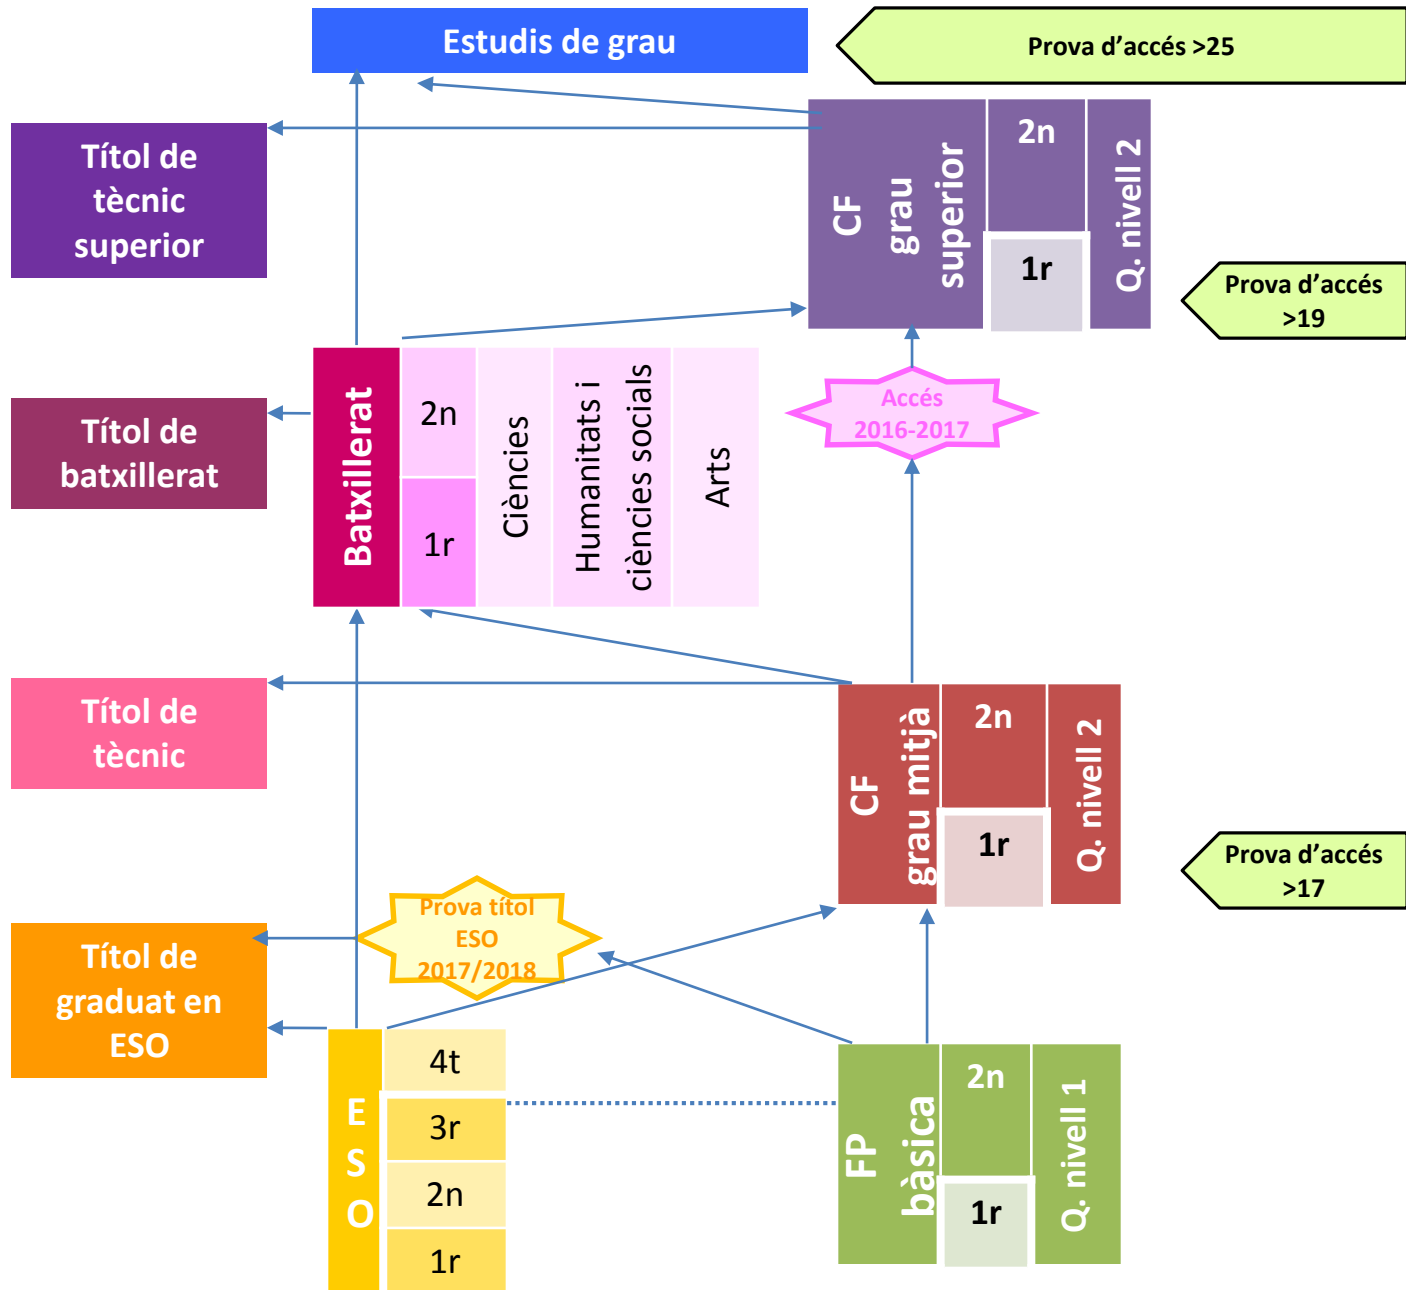 Estudis de grau
Prova d’accés >25
Títol de
tècnic
superior
CF
grau
superior
2n
1r
Q. nivell 2
Prova d’accés
>19
Títol de
batxillerat
Batxillerat
2n
1r
Ciències
Humanitats i
ciències socials
Arts
Accés
2016-2017
Títol de
tècnic
CF
grau mitjà
2n
1r
Q. nivell 2
Prova d’accés
>17
Prova títol
ESO
2017/2018
Títol de
graduat en
ESO
E
S
O
4t
3r
2n
1r
FP
bàsica
2n
1r
Q. nivell 1